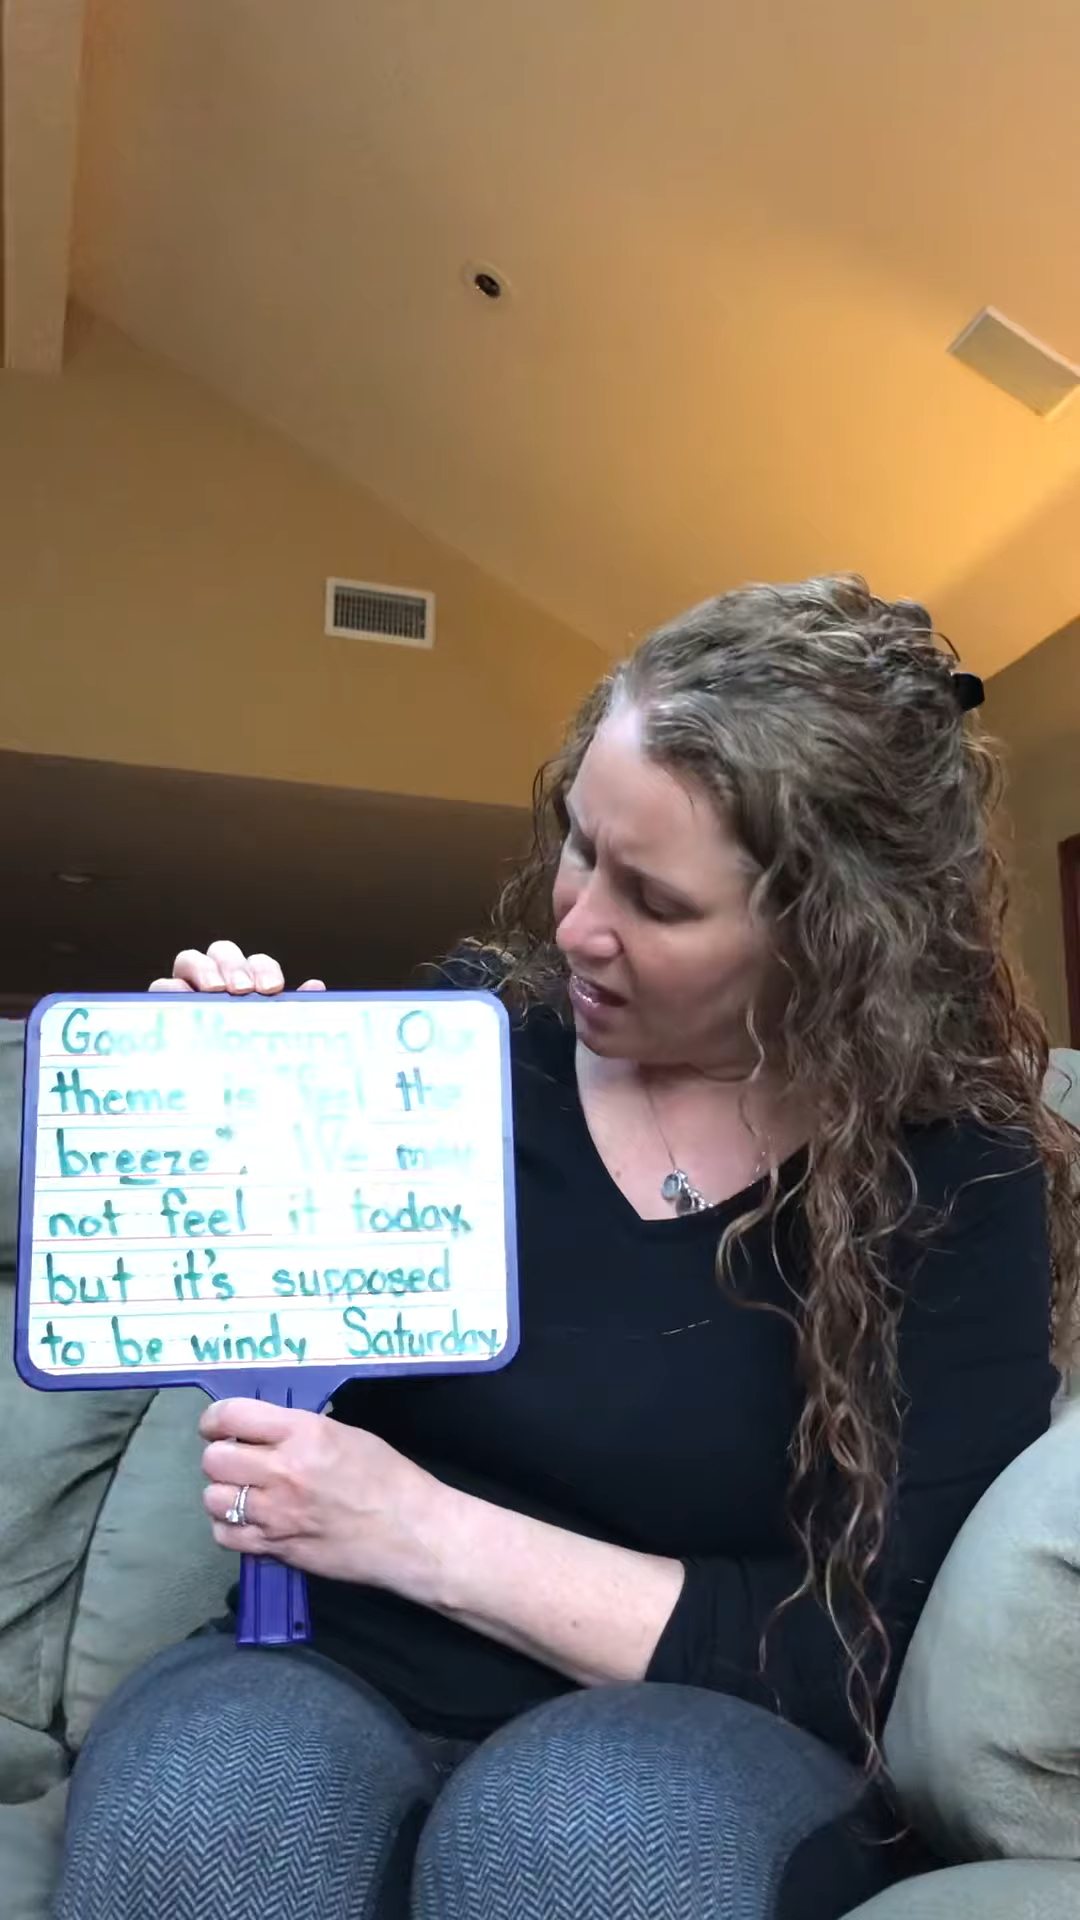 Good Morning! Our
theme is "feel the
breeze". We may
not feel it today,
but it's supposed
to be windy Saturday.